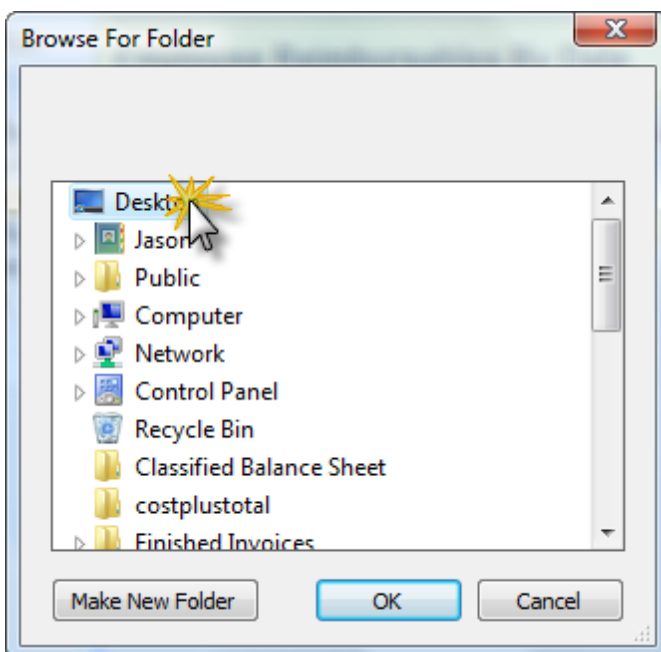 Browse For Folder
Desktop
Jason
Public
Computer
Network
Control Panel
Recycle Bin
Classified Balance Sheet
costplustotal
Finished Invoices
Make New Folder
OK
Cancel